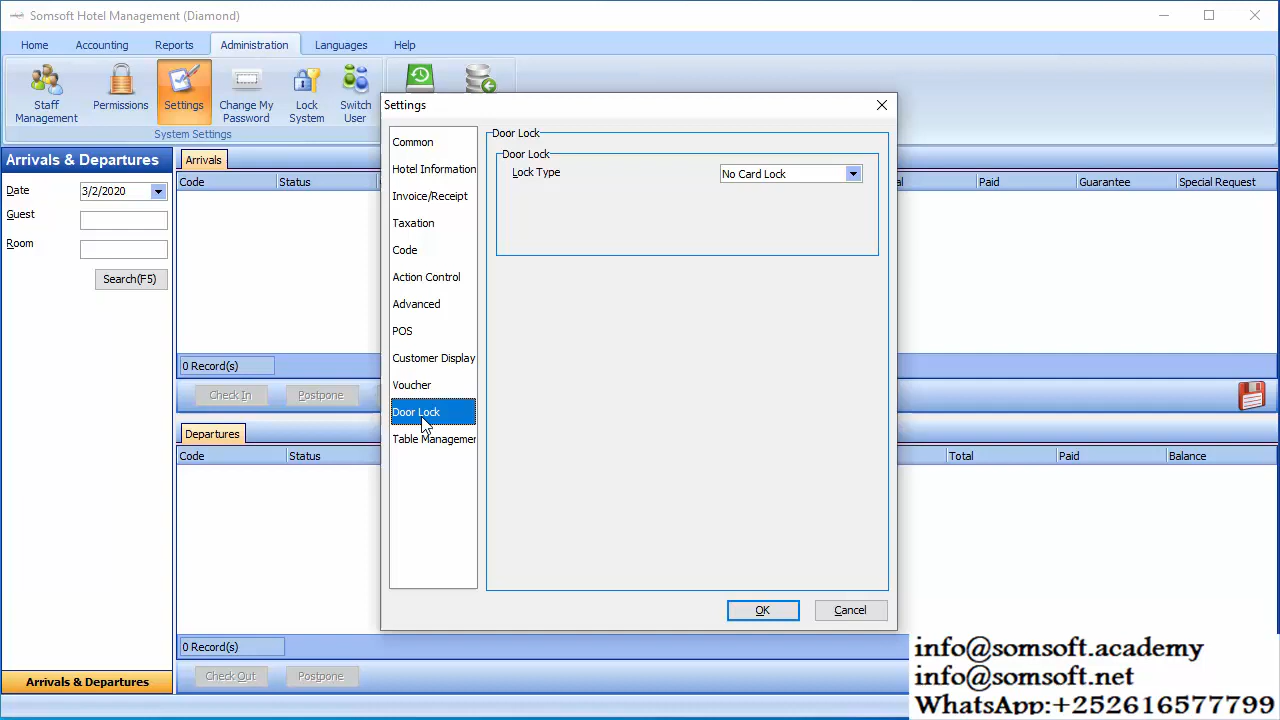 Somsoft Hotel Management (Diamond)
Home Accounting Reports Administration Languages Help
Staff Management
Permissions
Settings
Change My Password
Lock System
Switch User
System Settings
Arrivals & Departures
Date 3/2/2020
Guest
Room
Search(F5)
Arrivals
Code Status Paid Guarantee Special Request
0 Record(s)
Check In Postpone
Departures
Code Status Total Paid Balance
0 Record(s)
Check Out Postpone
Arrivals & Departures
Settings
Common
Hotel Information
Invoice/Receipt
Taxation
Code
Action Control
Advanced
POS
Customer Display
Voucher
Door Lock
Table Managemer
Door Lock
Door Lock
Lock Type No Card Lock
OK Cancel
info@somsoft.academy
info@somsoft.net
WhatsApp:+252616577799